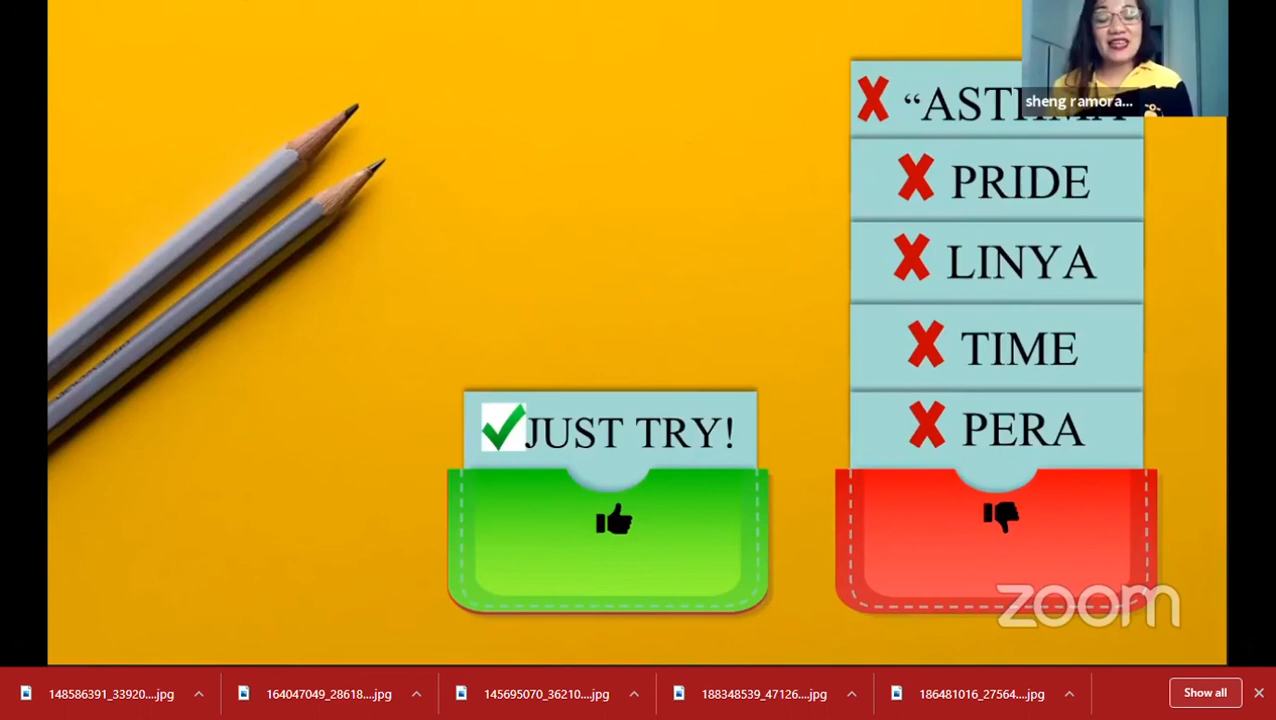 sheng ramora...
“ASTHMA
PRIDE
LINYA
TIME
JUST TRY!
PERA
zoom
148586391_33920....jpg
164047049_28618....jpg
145695070_36210....jpg
188348539_47126....jpg
186481016_27564....jpg
Show all